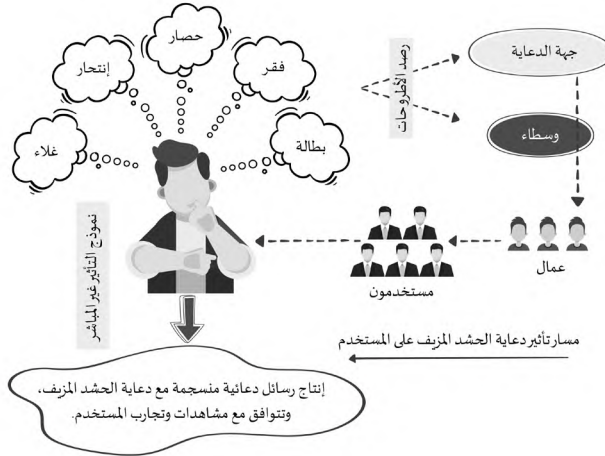 حصار
إنتحار
فقر
غلاء
بطالة
رصد الأطروحات
جهة الدعاية
وسطاء
عمال
مستخدمون
نموذج التأثير غير المباشر
مسار تأثير دعاية الحشد المزيف على المستخدم
إنتاج رسائل دعائية منسجمة مع دعاية الحشد المزيف،
وتتوافق مع مشاهدات وتجارب المستخدم.